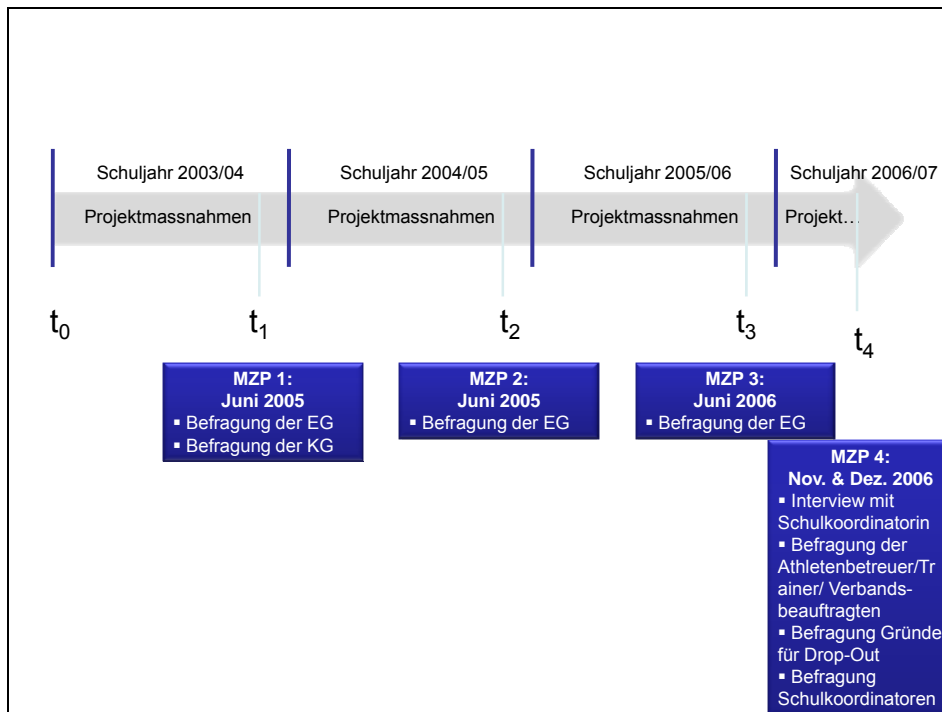 Schuljahr 2003/04
Schuljahr 2004/05
Schuljahr 2005/06
Schuljahr 2006/07
Projektmassnahmen
Projektmassnahmen
Projektmassnahmen
Projekt…
t0
t1
t2
t3
t4
MZP 1:
Juni 2005
▪ Befragung der EG
▪ Befragung der KG
MZP 2:
Juni 2005
▪ Befragung der EG
MZP 3:
Juni 2006
▪ Befragung der EG
MZP 4:
Nov. & Dez. 2006
▪ Interview mit
Schulkoordinatorin
▪ Befragung der
Athletenbetreuer/Tr
ainer/ Verbands-
beauftragten
▪ Befragung Gründe
für Drop-Out
▪ Befragung
Schulkoordinatoren